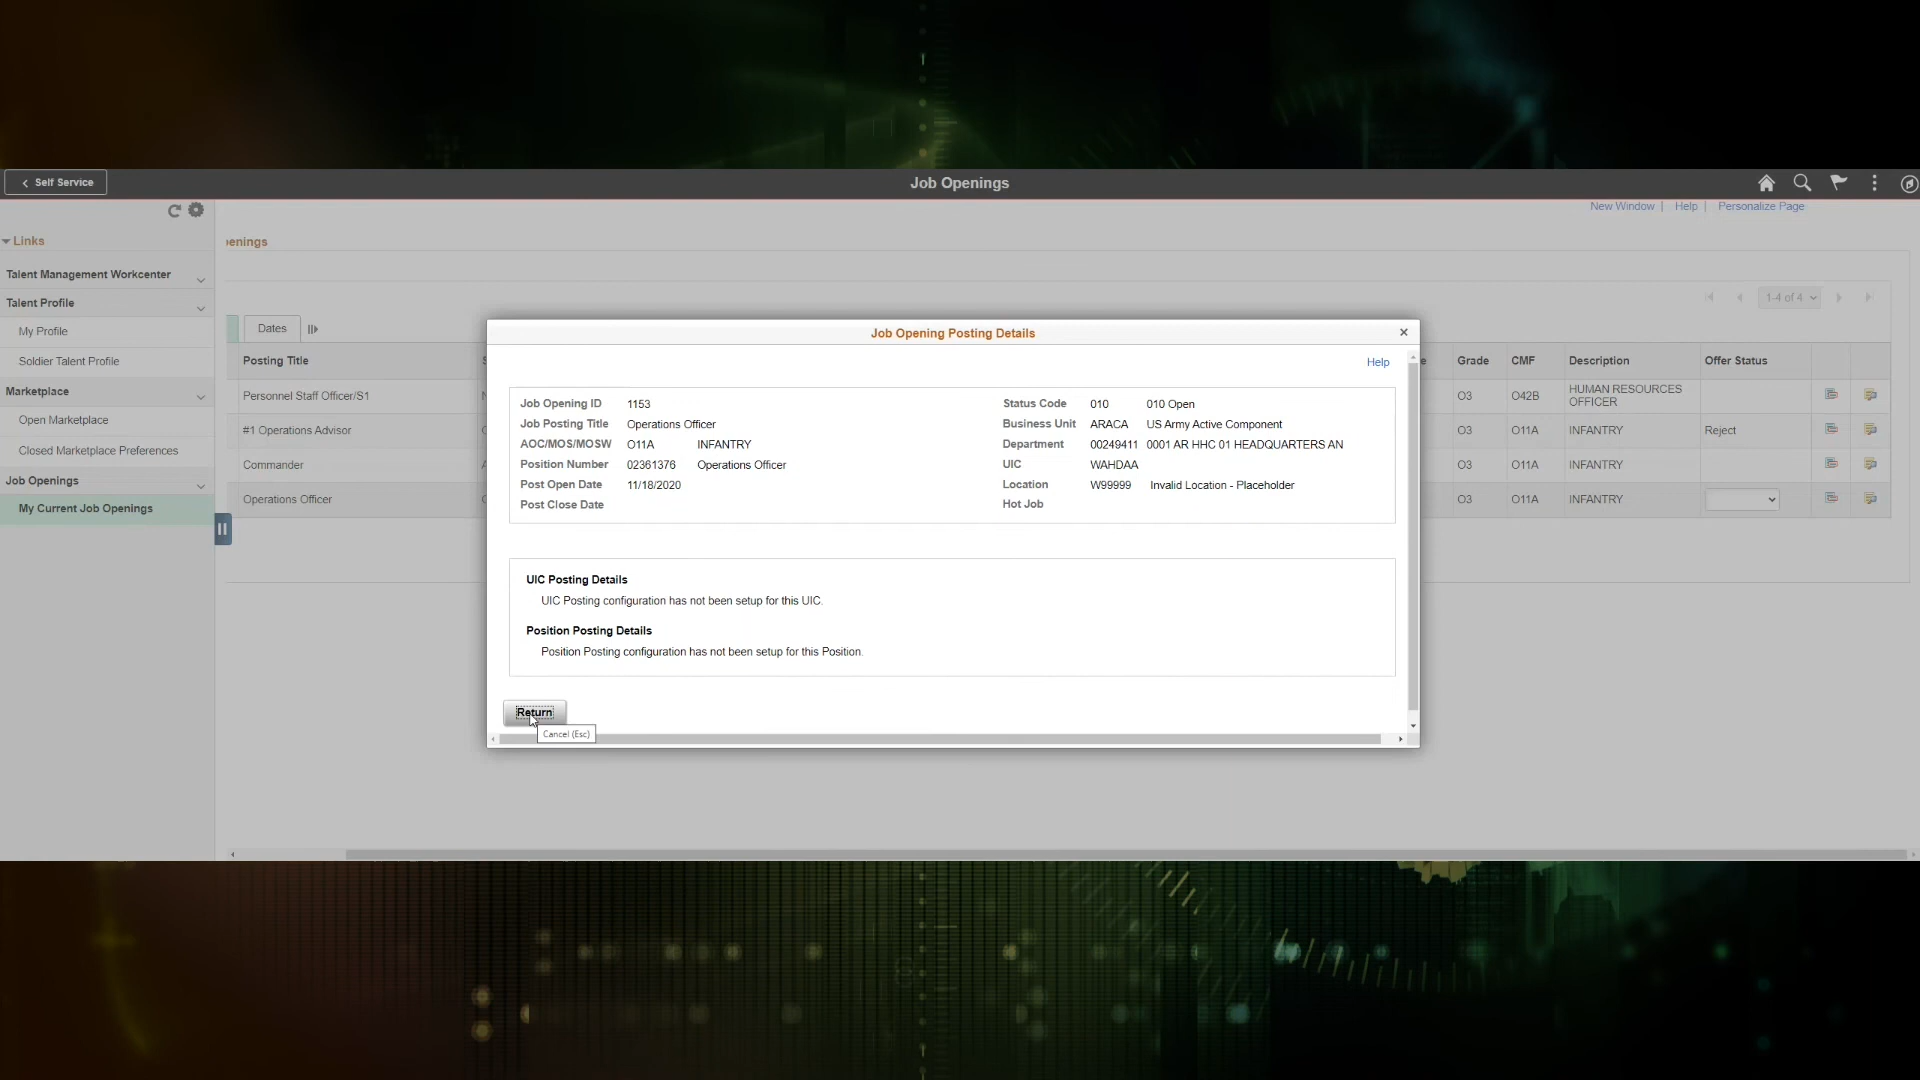 Self Service
Job Openings
New Window | Help | Personalize Page
Links
Talent Management Workcenter
Talent Profile
My Profile
Soldier Talent Profile
Marketplace
Open Marketplace
Closed Marketplace Preferences
Job Openings
My Current Job Openings
1-4 of 4
Dates
Posting Title
Grade CMF Description Offer Status
Personnel Staff Officer/S1
O3 O42B HUMAN RESOURCES
OFFICER
#1 Operations Advisor
O3 O11A INFANTRY Reject
Commander
O3 O11A INFANTRY
Operations Officer
O3 O11A INFANTRY
Job Opening Posting Details
Help
Job Opening ID 1153 Status Code 010 010 Open
Job Posting Title Operations Officer Business Unit ARACA US Army Active Component
AOC/MOS/MOSW O11A INFANTRY Department 00249411 0001 AR HHC 01 HEADQUARTERS AN
Position Number 02361376 Operations Officer UIC WAHDAA
Post Open Date 11/18/2020 Location W99999 Invalid Location - Placeholder
Post Close Date Hot Job
UIC Posting Details
UIC Posting configuration has not been setup for this UIC.
Position Posting Details
Position Posting configuration has not been setup for this Position.
Return
Cancel (Esc)